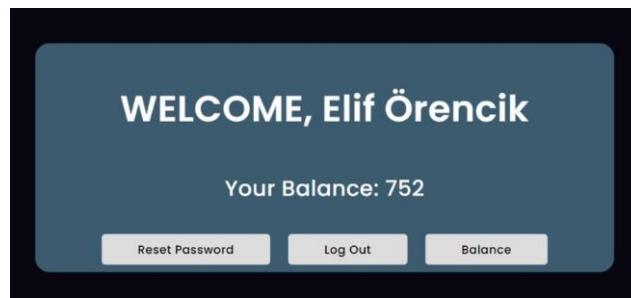 WELCOME, Elif Örencik
Your Balance: 752
Reset Password Log Out Balance